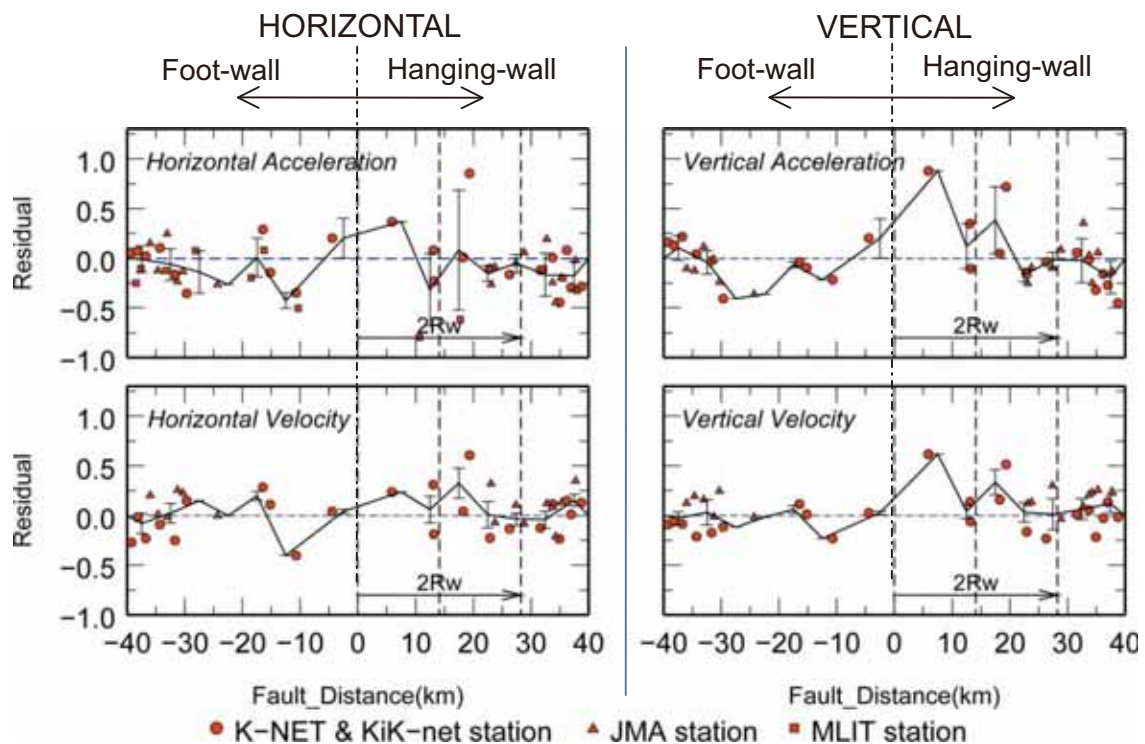 HORIZONTAL VERTICAL
Foot-wall Hanging-wall Foot-wall Hanging-wall
Horizontal Acceleration Vertical Acceleration
Residual
1.0
0.5
0.0
−0.5
−1.0
2Rw 2Rw
Horizontal Velocity Vertical Velocity
Residual
1.0
0.5
0.0
−0.5
−1.0
2Rw 2Rw
−40 −30 −20 −10 0 10 20 30 40 −40 −30 −20 −10 0 10 20 30 40
Fault_Distance(km) Fault_Distance(km)
K−NET & KiK−net station JMA station MLIT station